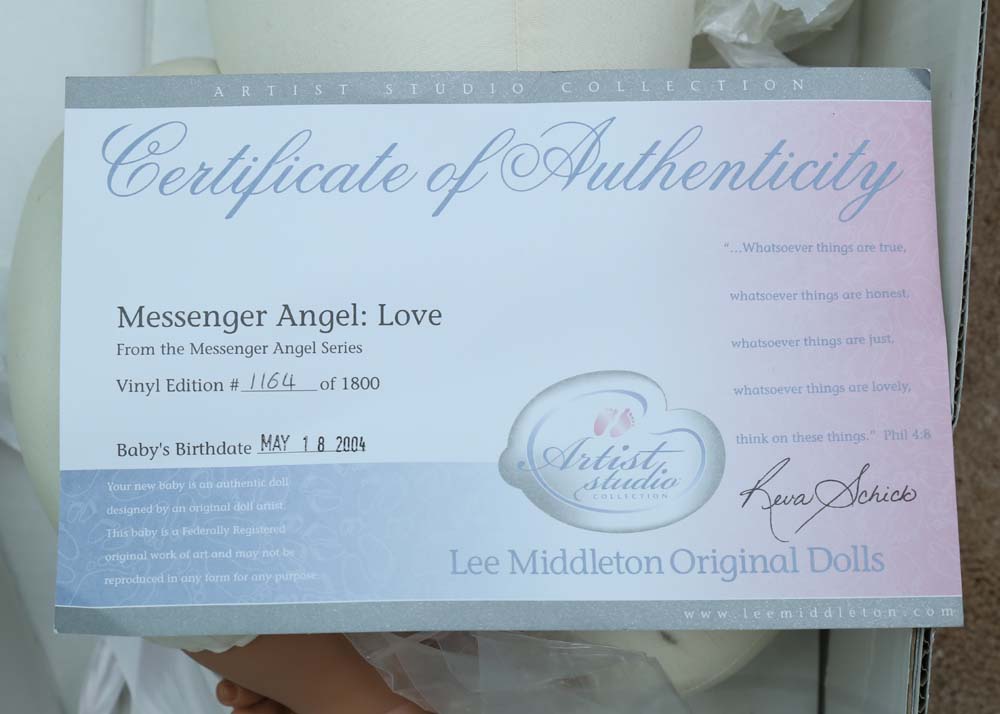 ARTIST STUDIO COLLECTION
Certificate of Authenticity
"...Whatsoever things are true,
whatsoever things are honest,
whatsoever things are just,
whatsoever things are lovely,
think on these things." Phil 4:8
Messenger Angel: Love
From the Messenger Angel Series
Vinyl Edition # 1164 of 1800
Baby's Birthdate MAY 18 2004
Your new baby is an authentic doll
designed by an original doll artist.
This baby is a Federally Registered
original work of art and may not be
reproduced in any form for any purpose.
Artist
studio
COLLECTION
Reva Schick
Lee Middleton Original Dolls
www.leemiddleton.com